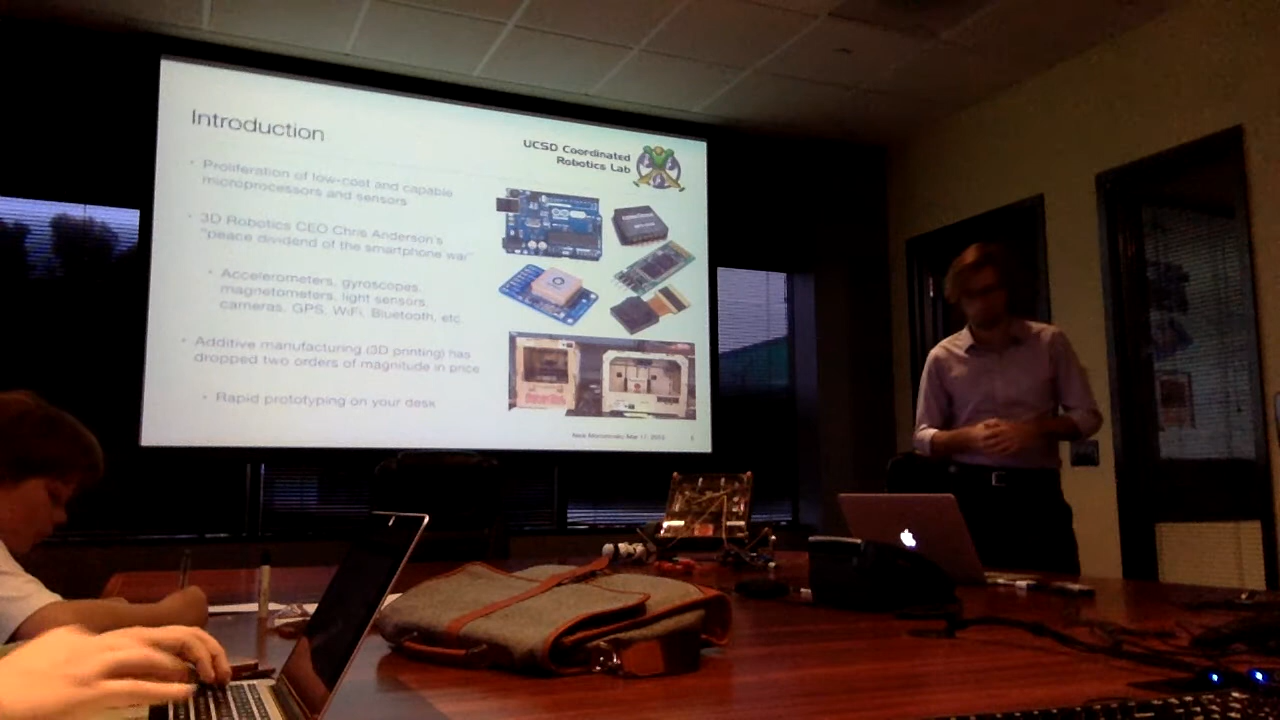 Introduction
UCSD Coordinated
Robotics Lab
• Proliferation of low-cost and capable
microprocessors and sensors
• 3D Robotics CEO Chris Anderson's
"peace dividend of the smartphone war"
• Accelerometers, gyroscopes,
magnetometers, light sensors,
cameras, GPS, WiFi, Bluetooth, etc.
• Additive manufacturing (3D printing) has
dropped two orders of magnitude in price
• Rapid prototyping on your desk
Mar 11,